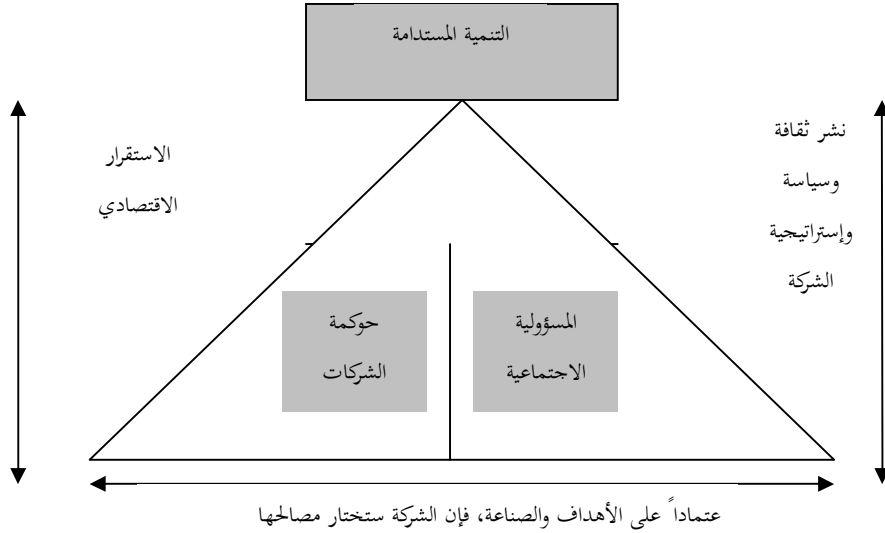 التنمية المستدامة
نشر ثقافة
وسياسة
وإستراتيجية
الشركة
الاستقرار
الاقتصادي
المسؤولية
الاجتماعية
حوكمة
الشركات
عتماداً على الأهداف والصناعة، فإن الشركة ستختار مصالحها